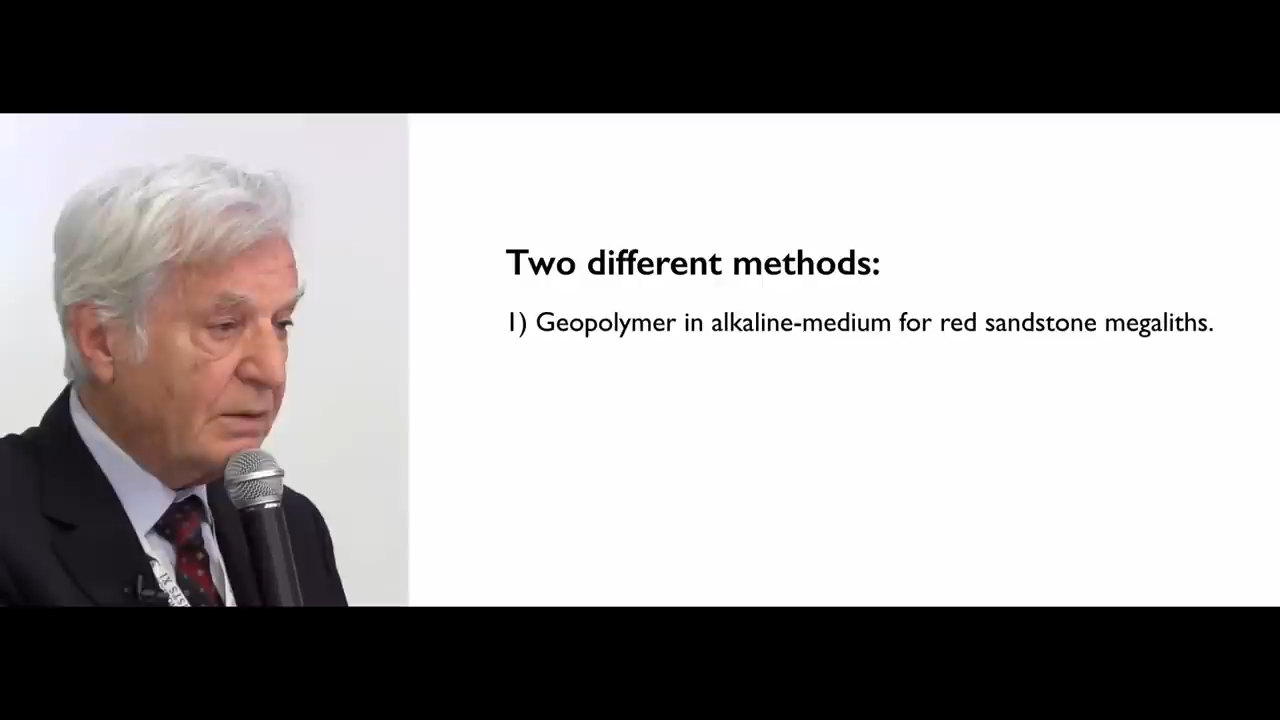 Two different methods:
1) Geopolymer in alkaline-medium for red sandstone megaliths.